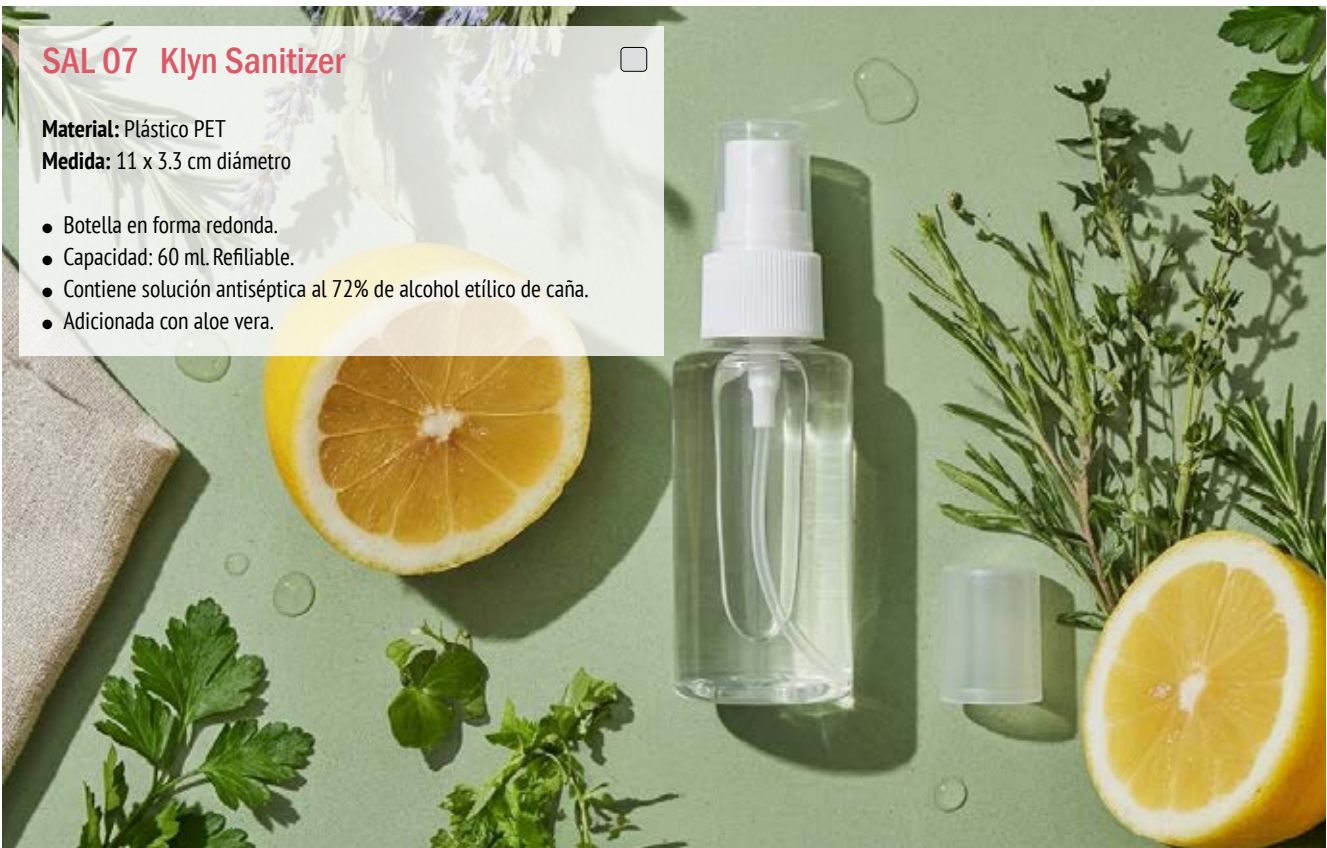 SAL 07 Klyn Sanitizer
Material: Plástico PET
Medida: 11 x 3.3 cm diámetro
● Botella en forma redonda.
● Capacidad: 60 ml. Refiliable.
● Contiene solución antiséptica al 72% de alcohol etílico de caña.
● Adicionada con aloe vera.